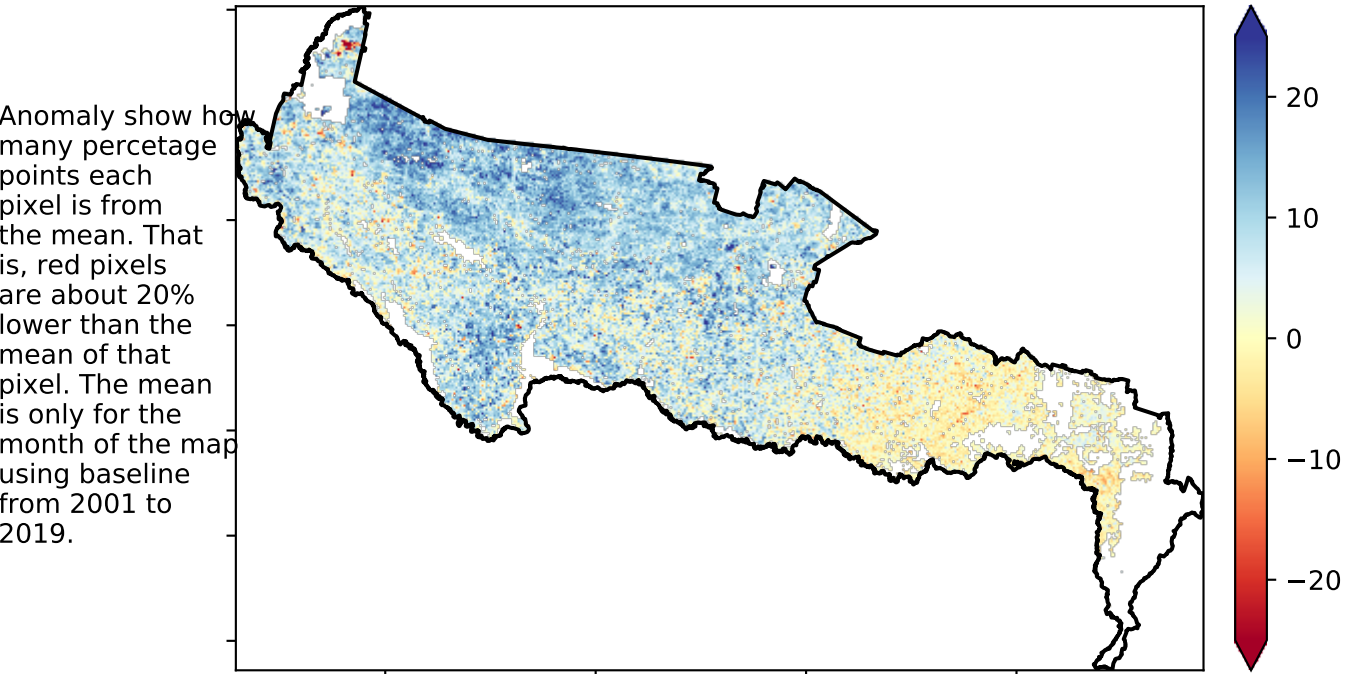 Anomaly show how
many percetage
points each
pixel is from
the mean. That
is, red pixels
are about 20%
lower than the
mean of that
pixel. The mean
is only for the
month of the map
using baseline
from 2001 to
2019.
20
10
0
−10
−20